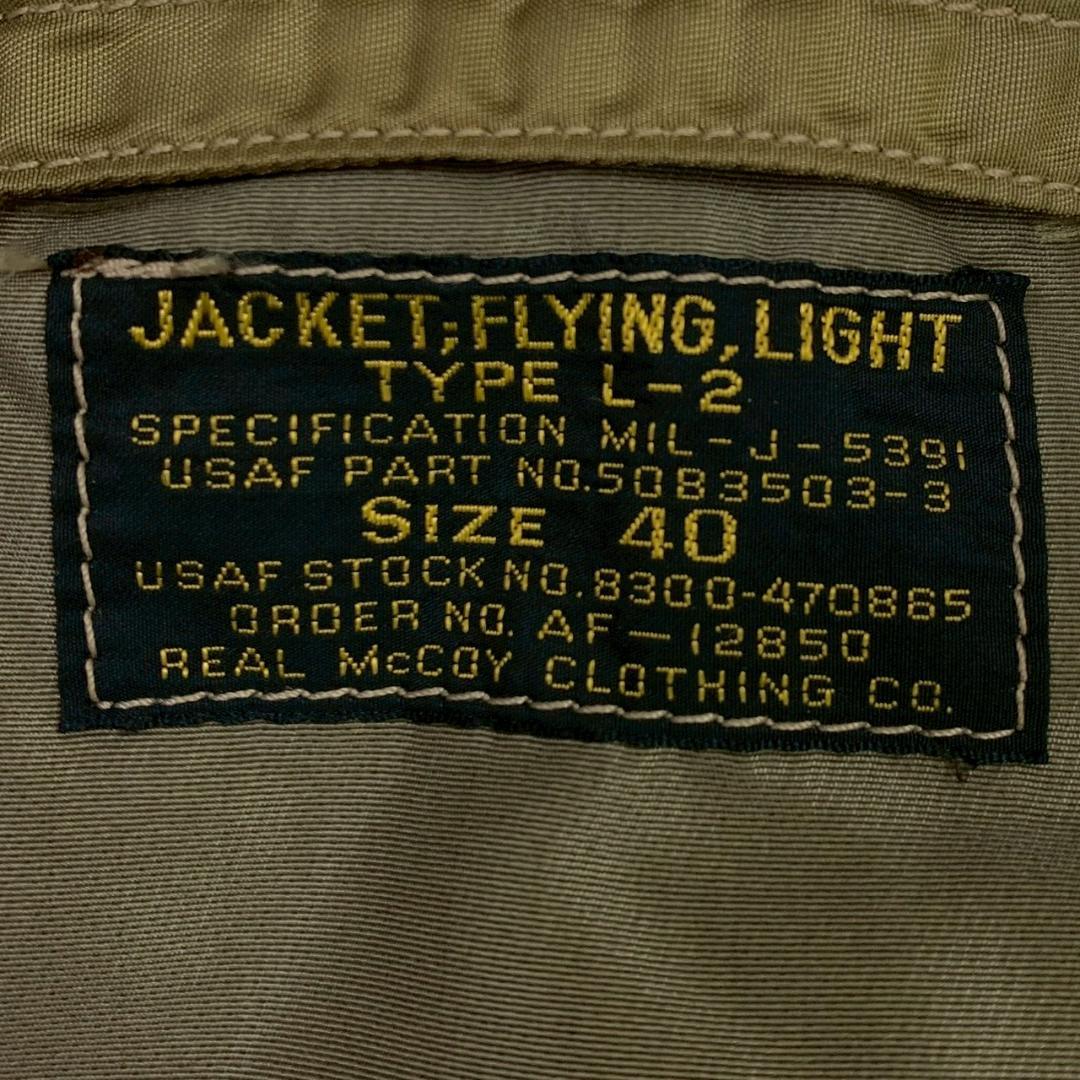 JACKET;FLYING,LIGHT
TYPE L-2
SPECIFICATION MIL-J-5391
USAF PART NO.50B3503-3
SIZE 40
USAF STOCK NO.8300-470865
ORDER NO. AF-12850
REAL McCOY CLOTHING CO.